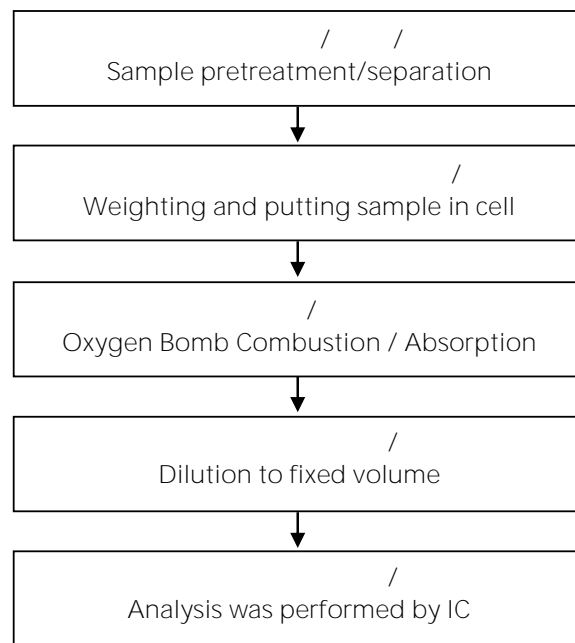 / /
Sample pretreatment/separation
/
Weighting and putting sample in cell
/
Oxygen Bomb Combustion / Absorption
/
Dilution to fixed volume
/
Analysis was performed by IC